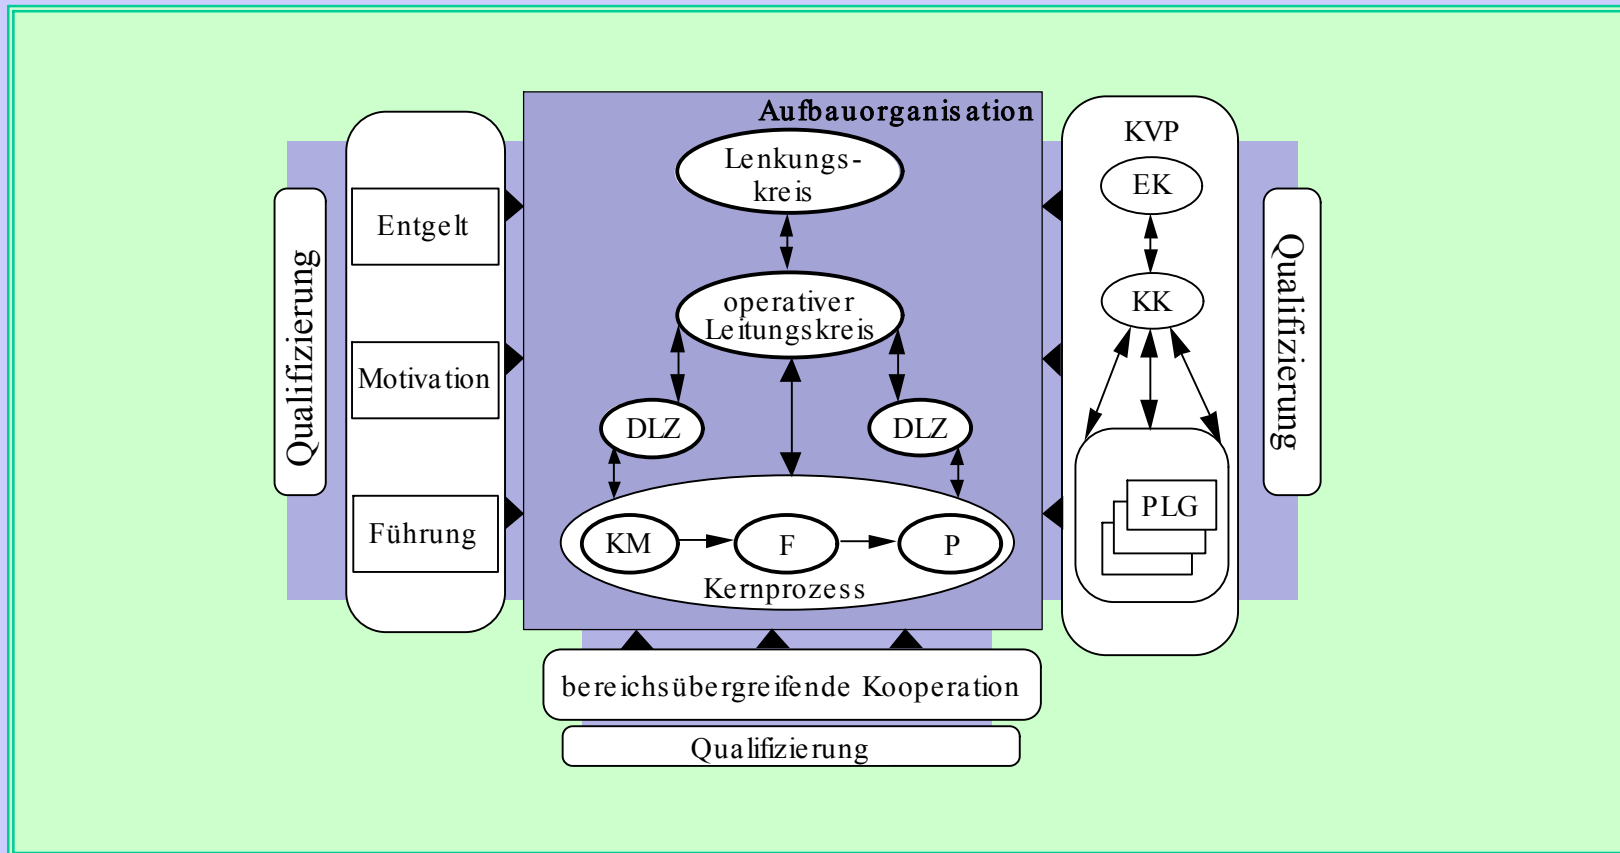 Aufbauorganisation
Lenkungs-
kreis
operativer
Leitungskreis
DLZ
DLZ
KM
F
P
Kernprozess
Qualifizierung
Entgelt
Motivation
Führung
KVP
EK
KK
PLG
Qualifizierung
bereichsübergreifende Kooperation
Qualifizierung